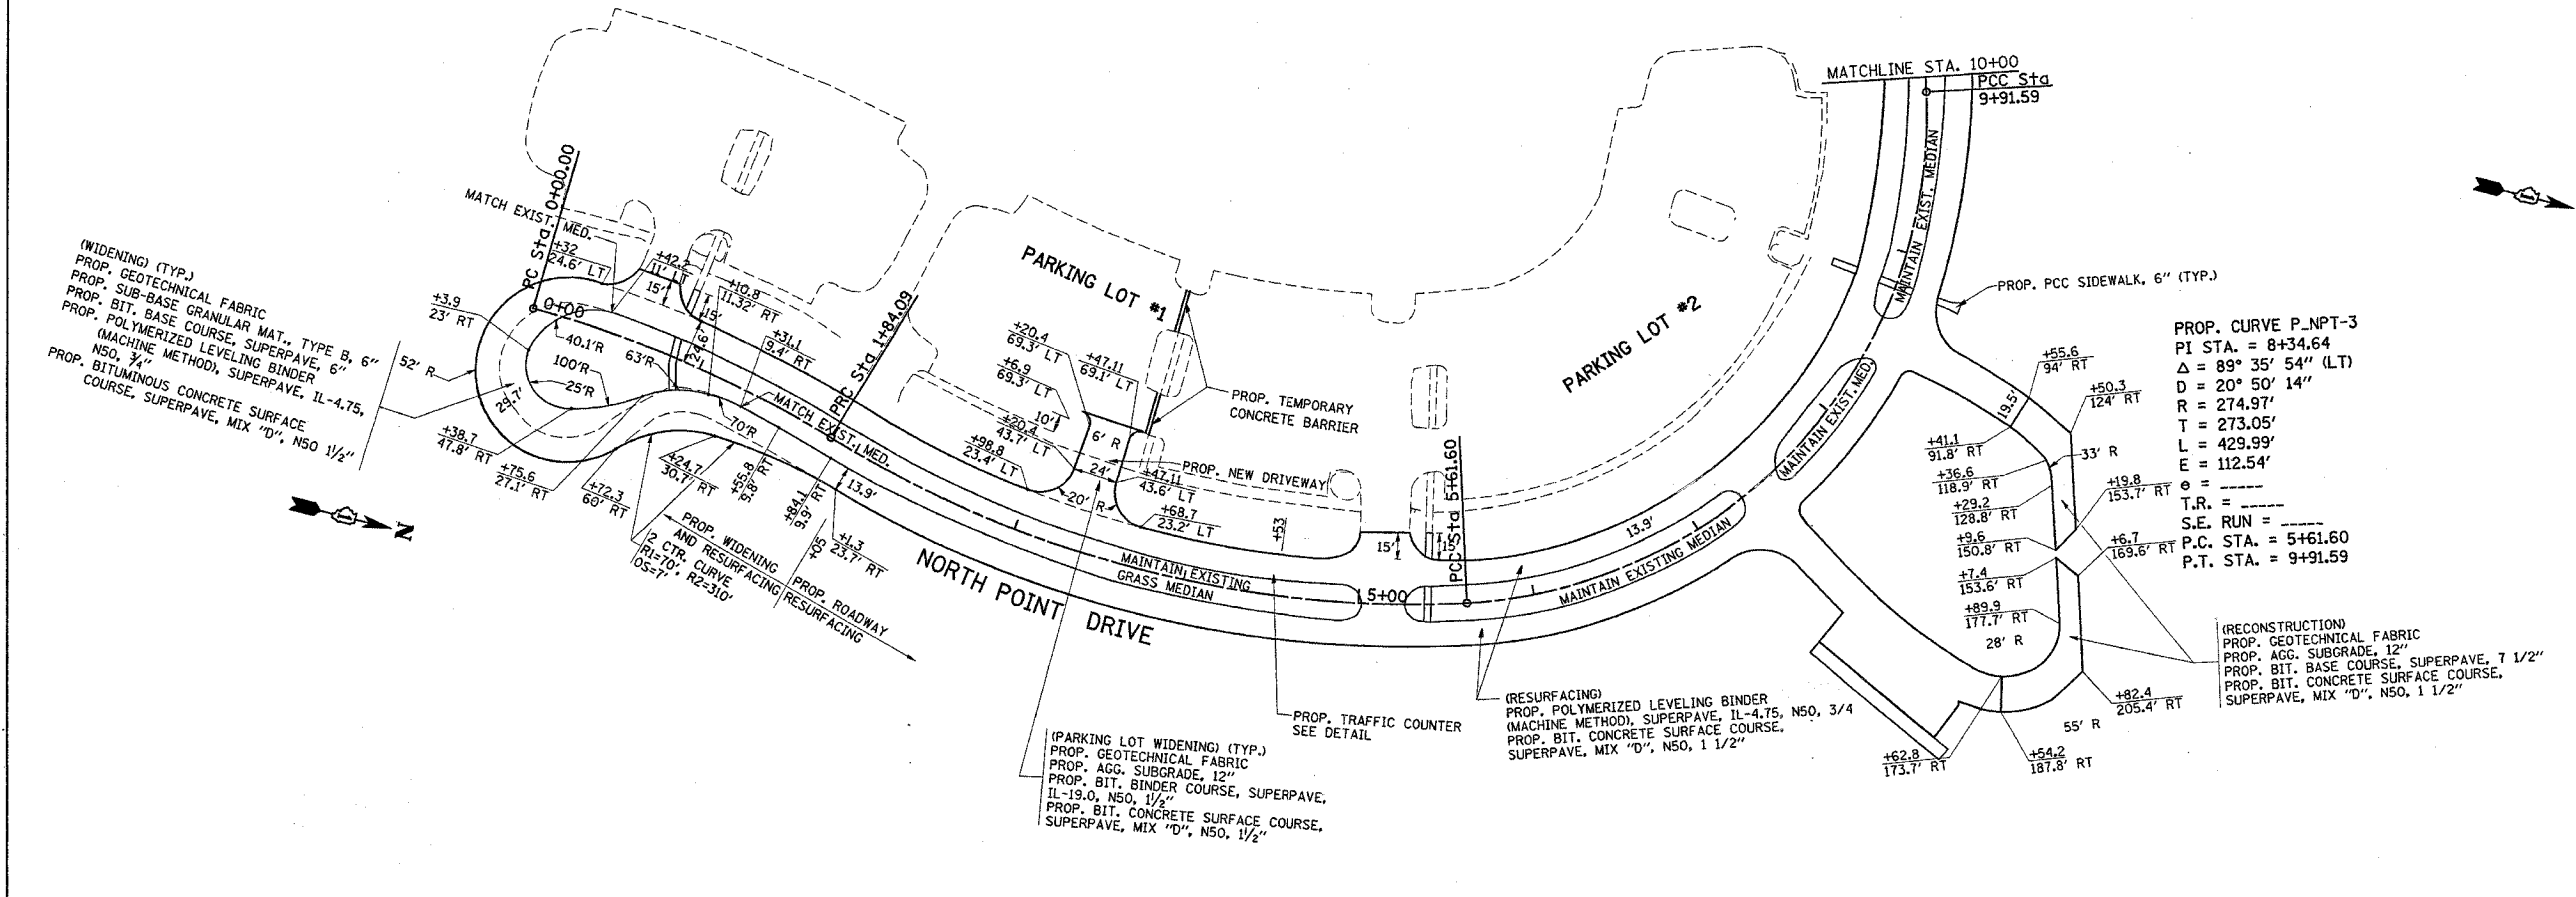 MATCHLINE STA. 10+00
PCC Sta
9+91.59
MAINTAIN EXIST. MEDIAN
MAINTAIN EXIST. MEDIAN
PC Sta. 0+00.00
MATCH EXIST. MED.
+32
24.6' LT
+42.2
11' LT
15'
+10.8
11.32' RT
15'
24.6'
+31.1
9.4' RT
PRC Sta 1+84.09
(WIDENING) (TYP.)
PROP. GEOTECHNICAL FABRIC
PROP. SUB-BASE GRANULAR MAT., TYPE B, 6"
PROP. BIT. BASE COURSE, SUPERPAVE, 6"
PROP. POLYMERIZED LEVELING BINDER
(MACHINE METHOD), SUPERPAVE, IL-4.75,
N50, 3/4"
PROP. BITUMINOUS CONCRETE SURFACE
COURSE, SUPERPAVE, MIX "D", N50 1½"
+3.9
23' RT
52' R
0+00
40.1'R
100'R
63'R
25'R
29.7'
+38.7
47.8' RT
+75.6
27.1' RT
+72.3
60' RT
+24.7
30.7' RT
+55.8
9.8' RT
+84.1
9.9' RT
+05
+1.3
23.7' RT
70'R
13.9'
MATCH EXIST. MED.
2 CTR. CURVE
R1=70', R2=310'
OS=7'
PROP. WIDENING
AND RESURFACING
PROP. ROADWAY
RESURFACING
N
PARKING LOT #1
+20.4
69.3' LT
+6.9
69.3' LT
+47.11
69.1' LT
10'
+20.4
43.7' LT
6' R
+98.8
23.4' LT
24'
+47.11
43.6' LT
20' R
+68.7
23.2' LT
PROP. TEMPORARY
CONCRETE BARRIER
PROP. NEW DRIVEWAY
+53
15'
15'
PCC Sta 5+61.60
PARKING LOT #2
NORTH POINT DRIVE
MAINTAIN EXISTING
GRASS MEDIAN
5+00
13.9'
MAINTAIN EXISTING MEDIAN
MAINTAIN EXIST. MED.
PROP. TRAFFIC COUNTER
SEE DETAIL
(PARKING LOT WIDENING) (TYP.)
PROP. GEOTECHNICAL FABRIC
PROP. AGG. SUBGRADE, 12"
PROP. BIT. BINDER COURSE, SUPERPAVE,
IL-19.0, N50, 1½"
PROP. BIT. CONCRETE SURFACE COURSE,
SUPERPAVE, MIX "D", N50, 1½"
(RESURFACING)
PROP. POLYMERIZED LEVELING BINDER
(MACHINE METHOD), SUPERPAVE, IL-4.75, N50, 3/4
PROP. BIT. CONCRETE SURFACE COURSE,
SUPERPAVE, MIX "D", N50, 1 1/2"
PROP. PCC SIDEWALK, 6" (TYP.)
PROP. CURVE P_NPT-3
PI STA. = 8+34.64
Δ = 89° 35' 54" (LT)
D = 20° 50' 14"
R = 274.97'
T = 273.05'
L = 429.99'
E = 112.54'
e = -----
T.R. = -----
S.E. RUN = -----
P.C. STA. = 5+61.60
P.T. STA. = 9+91.59
+55.6
94' RT
+50.3
124' RT
19.5'
+41.1
91.8' RT
33' R
+36.6
118.9' RT
+29.2
128.8' RT
+19.8
153.7' RT
+9.6
150.8' RT
+6.7
169.6' RT
+7.4
153.6' RT
+89.9
177.7' RT
28' R
+82.4
205.4' RT
55' R
+54.2
187.8' RT
+62.8
173.7' RT
(RECONSTRUCTION)
PROP. GEOTECHNICAL FABRIC
PROP. AGG. SUBGRADE, 12"
PROP. BIT. BASE COURSE, SUPERPAVE, 7 1/2"
PROP. BIT. CONCRETE SURFACE COURSE,
SUPERPAVE, MIX "D", N50, 1 1/2"